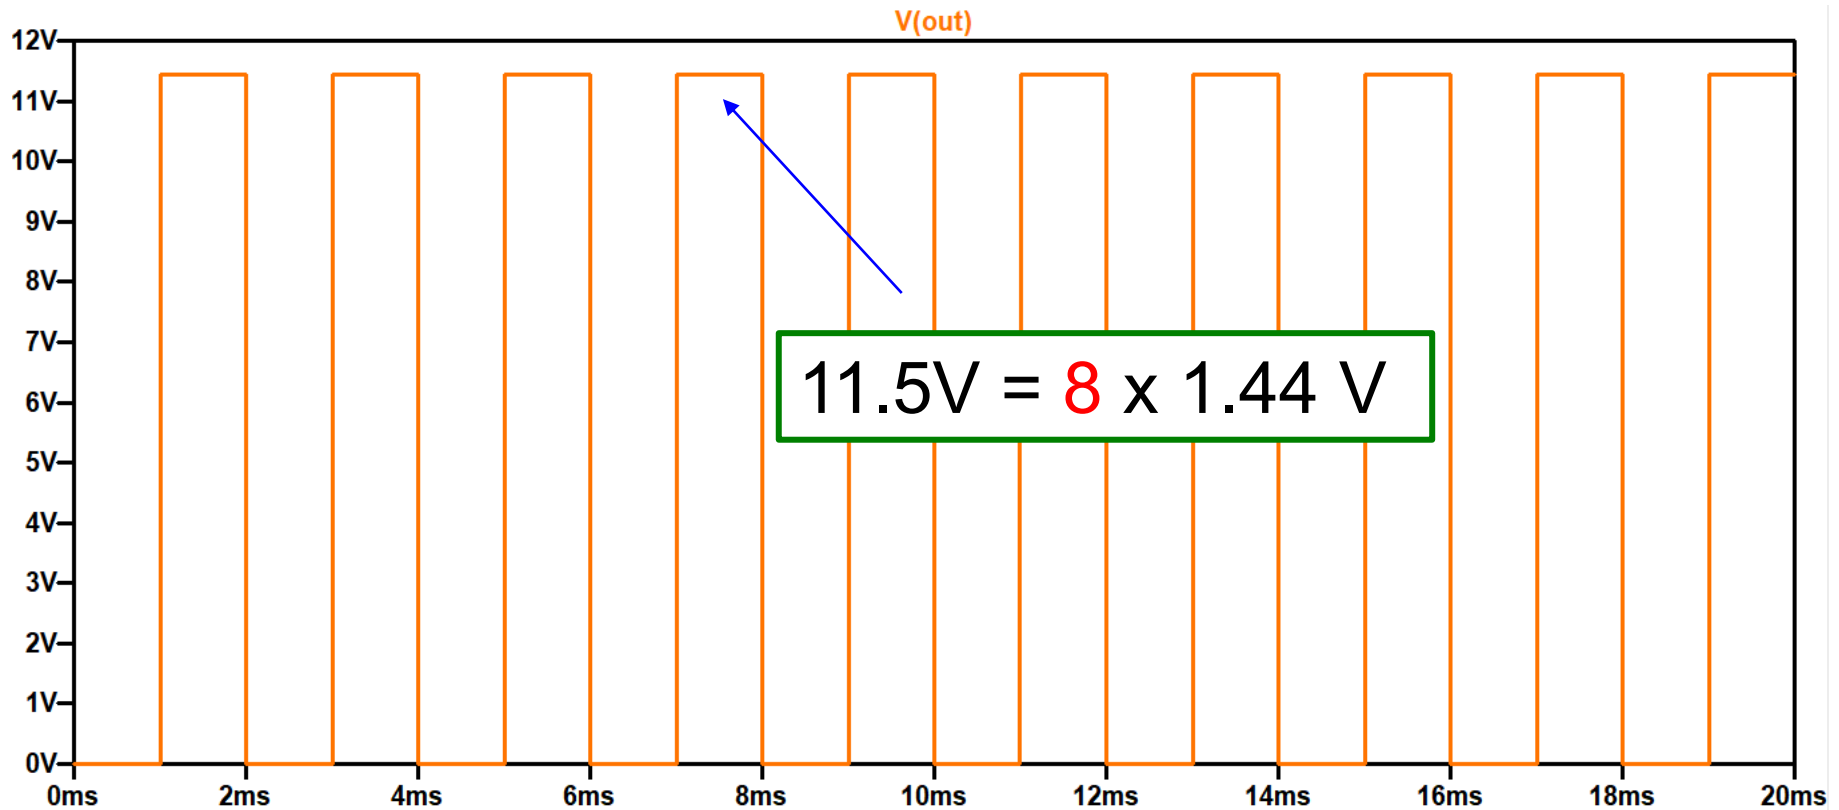 V(out)
12V
11V
10V
9V
8V
7V
6V
5V
4V
3V
2V
1V
0V
11.5V = 8 x 1.44 V
0ms 2ms 4ms 6ms 8ms 10ms 12ms 14ms 16ms 18ms 20ms